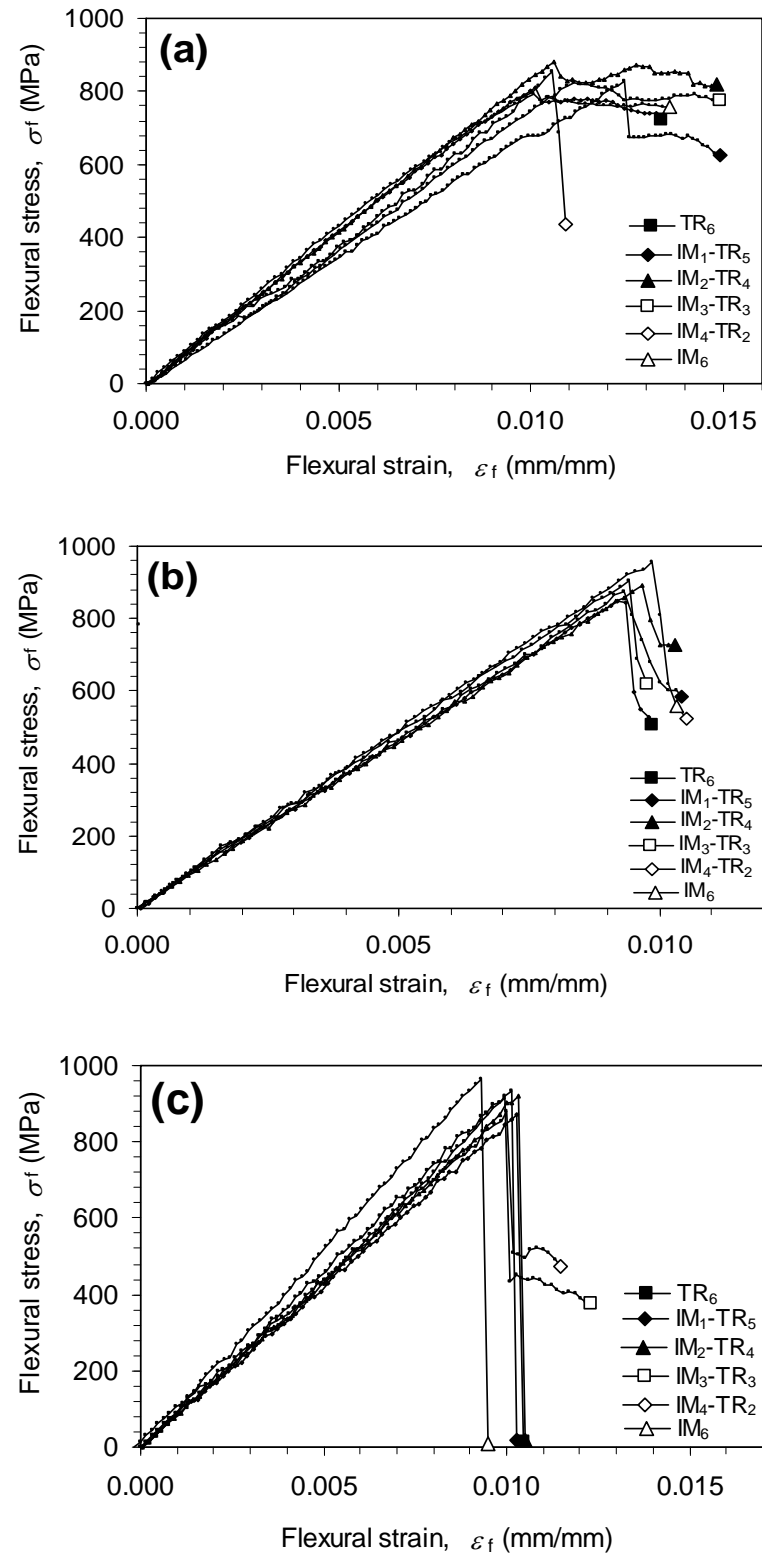 (a)
1000
800
600
400
200
0
Flexural stress, σf (MPa)
0.000 0.005 0.010 0.015
Flexural strain, εf (mm/mm)
TR6
IM1-TR5
IM2-TR4
IM3-TR3
IM4-TR2
IM6
(b)
1000
800
600
400
200
0
Flexural stress, σf (MPa)
0.000 0.005 0.010
Flexural strain, εf (mm/mm)
TR6
IM1-TR5
IM2-TR4
IM3-TR3
IM4-TR2
IM6
(c)
1000
800
600
400
200
0
Flexural stress, σf (MPa)
0.000 0.005 0.010 0.015
Flexural strain, εf (mm/mm)
TR6
IM1-TR5
IM2-TR4
IM3-TR3
IM4-TR2
IM6